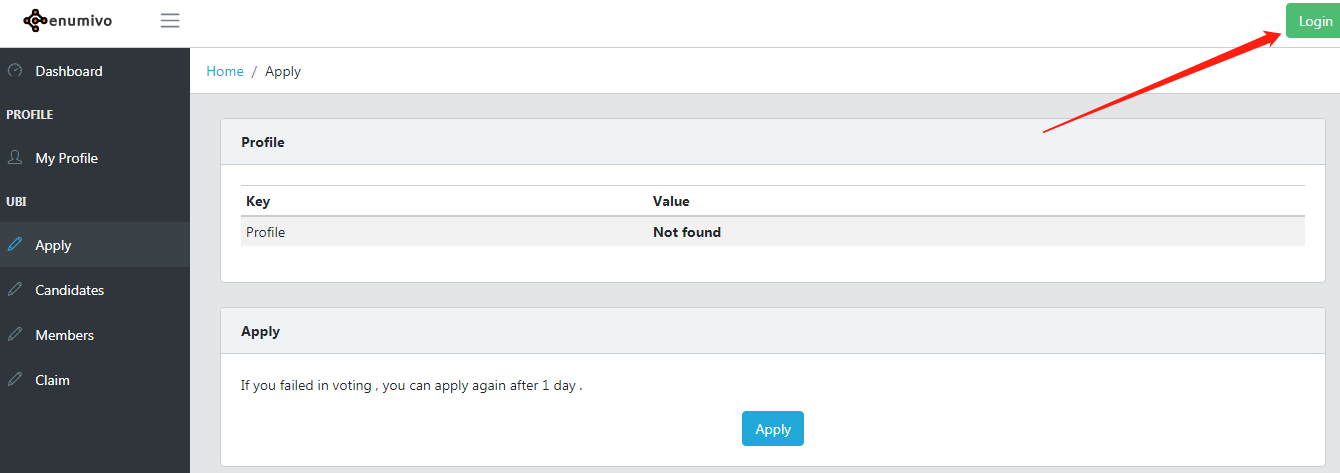 enumivo
Login
Dashboard
Home / Apply
PROFILE
My Profile
UBI
Apply
Candidates
Members
Claim
Profile
Key Value
Profile Not found
Apply
If you failed in voting , you can apply again after 1 day .
Apply